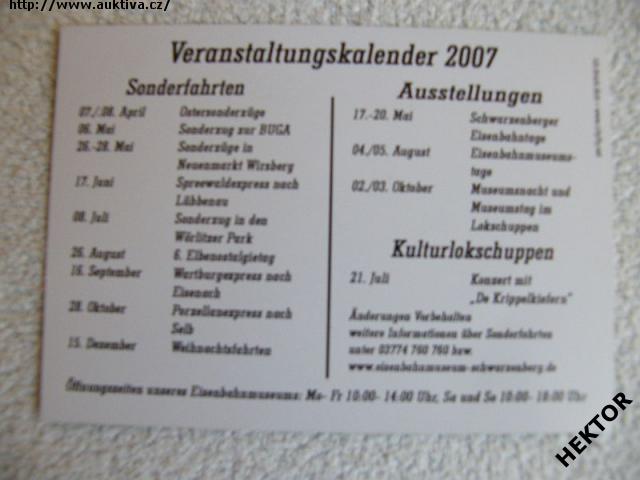 http://www.auktiva.cz/
Veranstaltungskalender 2007
Sonderfahrten
07./08. April Ostersonderzüge
06. Mai Sonderzug zur BUGA
26.-28. Mai Sonderzüge in
Neuenmarkt Wirsberg
17. Juni Spreewaldexpress nach
Lübbenau
08. Juli Sonderzug in den
Wörlitzer Park
26. August 6. Elbenostalgietag
16. September Wartburgexpress nach
Eisenach
28. Oktober Porzellanexpress nach
Selb
15. Dezember Weihnachtsfahrten
Ausstellungen
17.-20. Mai Schwarzenberger
Eisenbahntage
04./05. August Eisenbahnmuseums-
tage
02./03. Oktober Museumsnacht und
Museumstag im
Lokschuppen
Kulturlokschuppen
21. Juli Konzert mit
„De Krippelkiefern"
Änderungen Vorbehalten
weitere Informationen über Sonderfahrten
unter 03774 760 760 bzw.
www.eisenbahnmuseum-schwarzenberg.de
Öffnungszeiten unseres Eisenbahnmuseums: Mo- Fr 10:00- 14:00 Uhr, Sa und So 10:00- 16:00 Uhr
HEKTOR